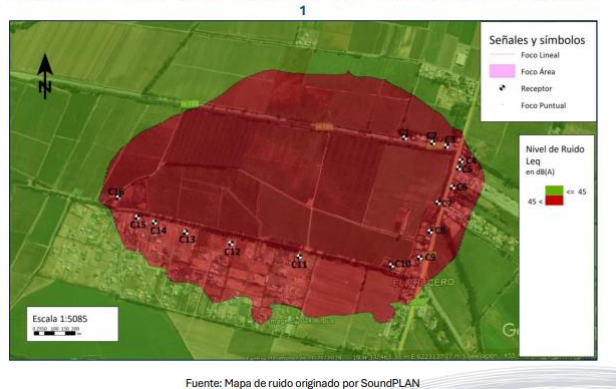 1
Señales y símbolos
Foco Lineal
Foco Área
Receptor
Foco Puntual
N
Nivel de Ruido
Leq
en dB(A)
<= 45
45 <
C1
C2
C3
C4
C5
C6
C7
C8
C9
C10
C11
C12
C13
C14
C15
C16
Escala 1:5085
Fuente: Mapa de ruido originado por SoundPLAN